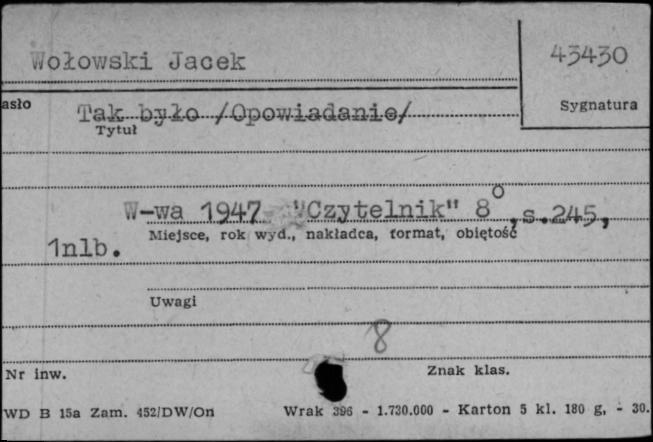 Wołowski Jacek
43430
asło
Sygnatura
Tak było /Opowiadanie/
Tytuł
W-wa 1947 "Czytelnik" 8°, s.245,
Miejsce, rok wyd., nakładca, format, obiętość
1nlb.
Uwagi
8
Nr inw.
Znak klas.
WD B 15a Zam. 452/DW/On Wrak 396 - 1.730.000 - Karton 5 kl. 180 g, - 30.